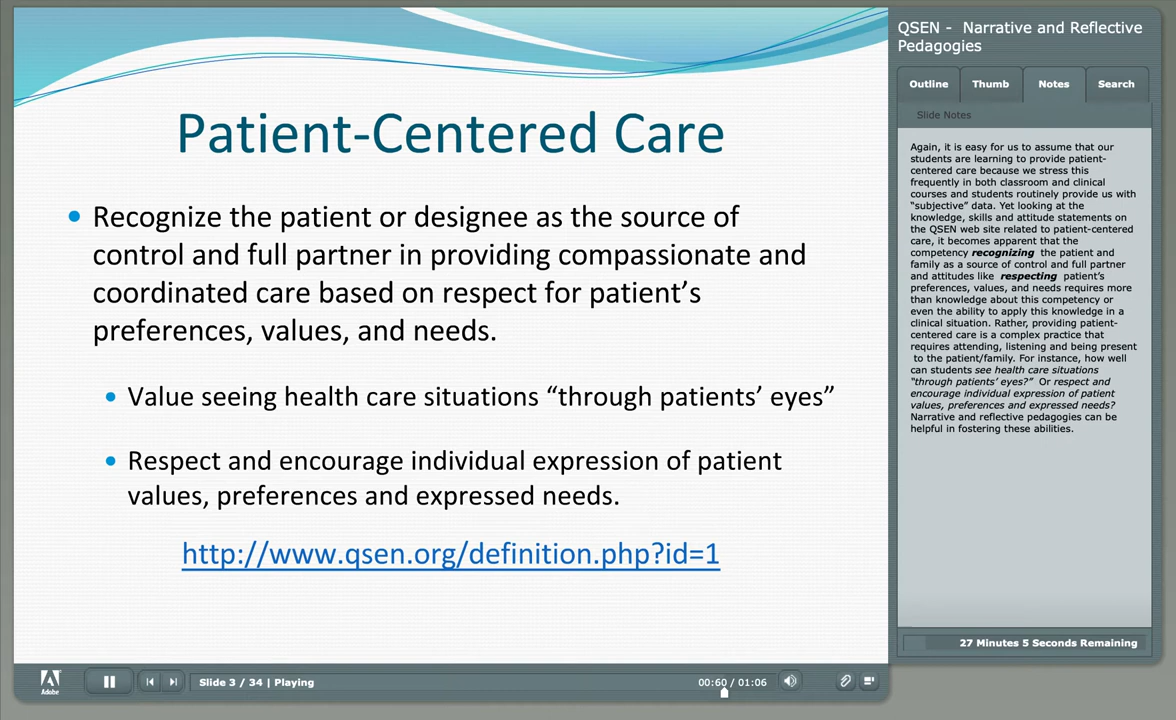 Patient-Centered Care
Recognize the patient or designee as the source of
control and full partner in providing compassionate and
coordinated care based on respect for patient’s
preferences, values, and needs.
Value seeing health care situations “through patients’ eyes”
Respect and encourage individual expression of patient
values, preferences and expressed needs.
http://www.qsen.org/definition.php?id=1
QSEN -  Narrative and Reflective
Pedagogies
Outline Thumb Notes Search
Slide Notes
Again, it is easy for us to assume that our
students are learning to provide patient-
centered care because we stress this
frequently in both classroom and clinical
courses and students routinely provide us with
“subjective” data. Yet looking at the
knowledge, skills and attitude statements on
the QSEN web site related to patient-centered
care, it becomes apparent that the
competency recognizing the patient and
family as a source of control and full partner
and attitudes like respecting patient’s
preferences, values, and needs requires more
than knowledge about this competency or
even the ability to apply this knowledge in a
clinical situation. Rather, providing patient-
centered care is a complex practice that
requires attending, listening and being present
to the patient/family. For instance, how well
can students see health care situations
“through patients’ eyes?” Or respect and
encourage individual expression of patient
values, preferences and expressed needs?
Narrative and reflective pedagogies can be
helpful in fostering these abilities.
27 Minutes 5 Seconds Remaining
Adobe
Slide 3 / 34 | Playing
00:60 / 01:06